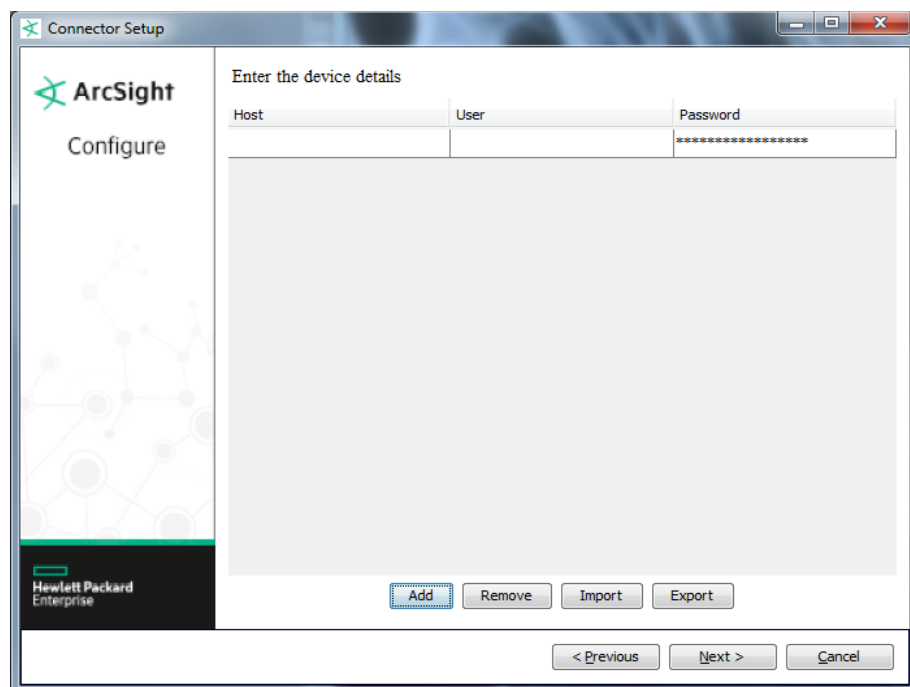 Connector Setup
ArcSight
Configure
Enter the device details
Host User Password
*****************
Add Remove Import Export
Hewlett Packard
Enterprise
< Previous Next > Cancel